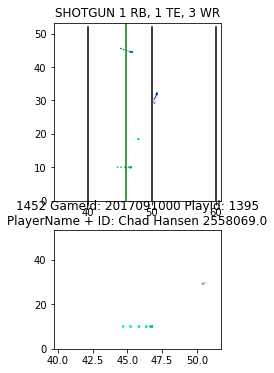 SHOTGUN 1 RB, 1 TE, 3 WR
50
40
30
20
10
0
40 50 60
1452 GameId: 2017091000 PlayId: 1395
PlayerName + ID: Chad Hansen 2558069.0
40
20
0
40.0 42.5 45.0 47.5 50.0